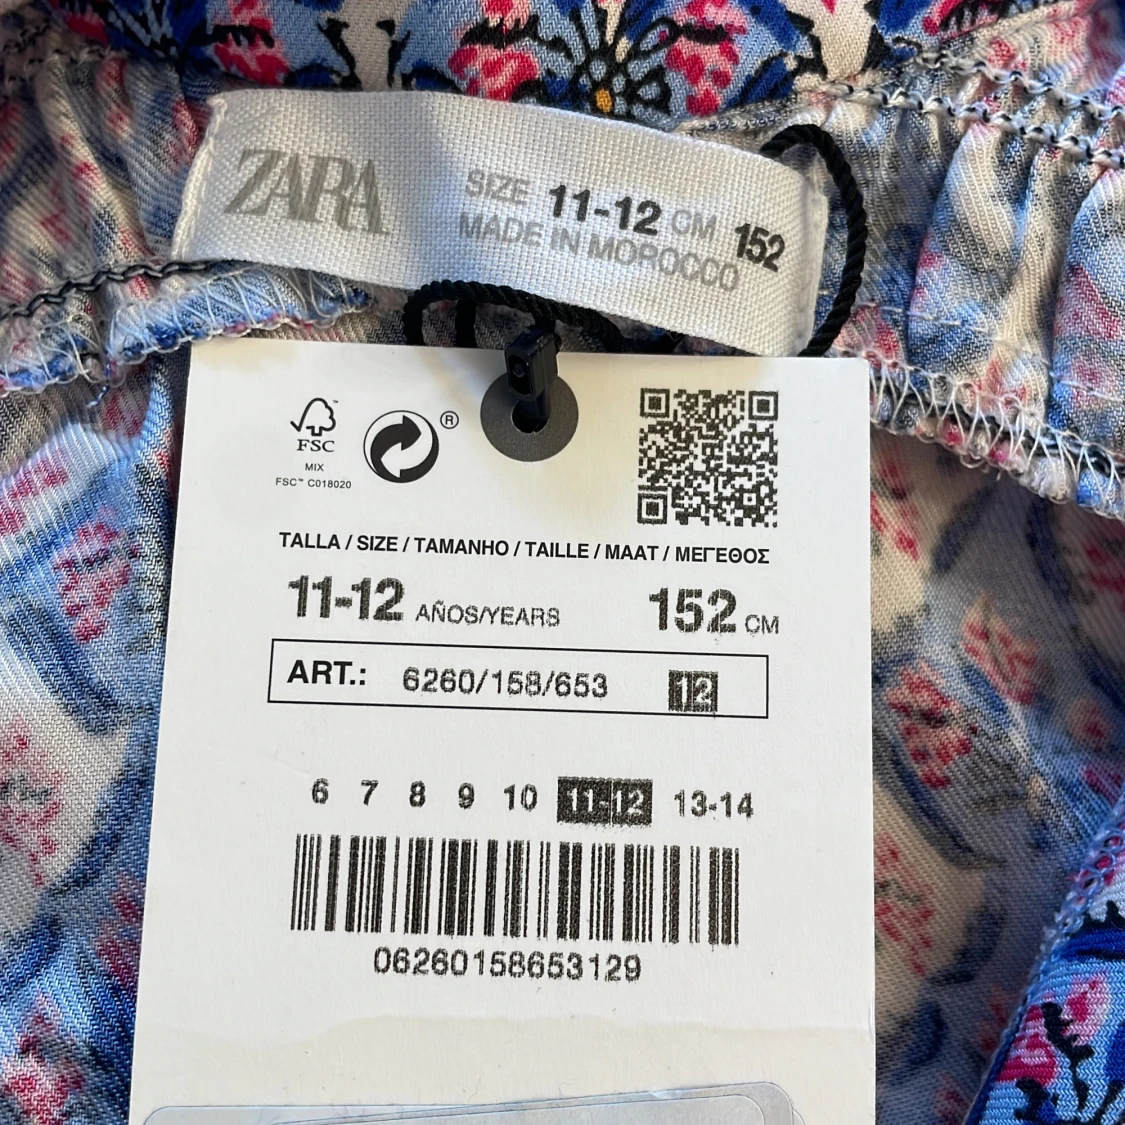 ZARA
SIZE 11-12 CM 152
MADE IN MOROCCO
FSC
MIX
FSC™ C018020
®
TALLA / SIZE / TAMANHO / TAILLE / MAAT / ΜΕΓΕΘΟΣ
11-12 AÑOS/YEARS 152 CM
ART.: 6260/158/653 12
6 7 8 9 10 11-12 13-14
06260158653129